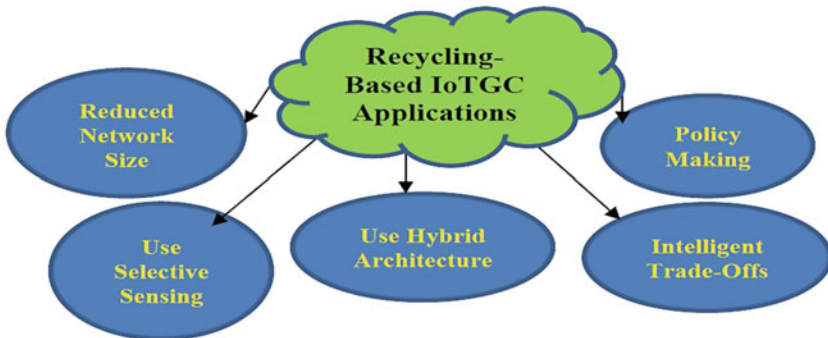 Recycling-
Based IoTGC
Applications
Reduced
Network
Size
Policy
Making
Use
Selective
Sensing
Use Hybrid
Architecture
Intelligent
Trade-Offs